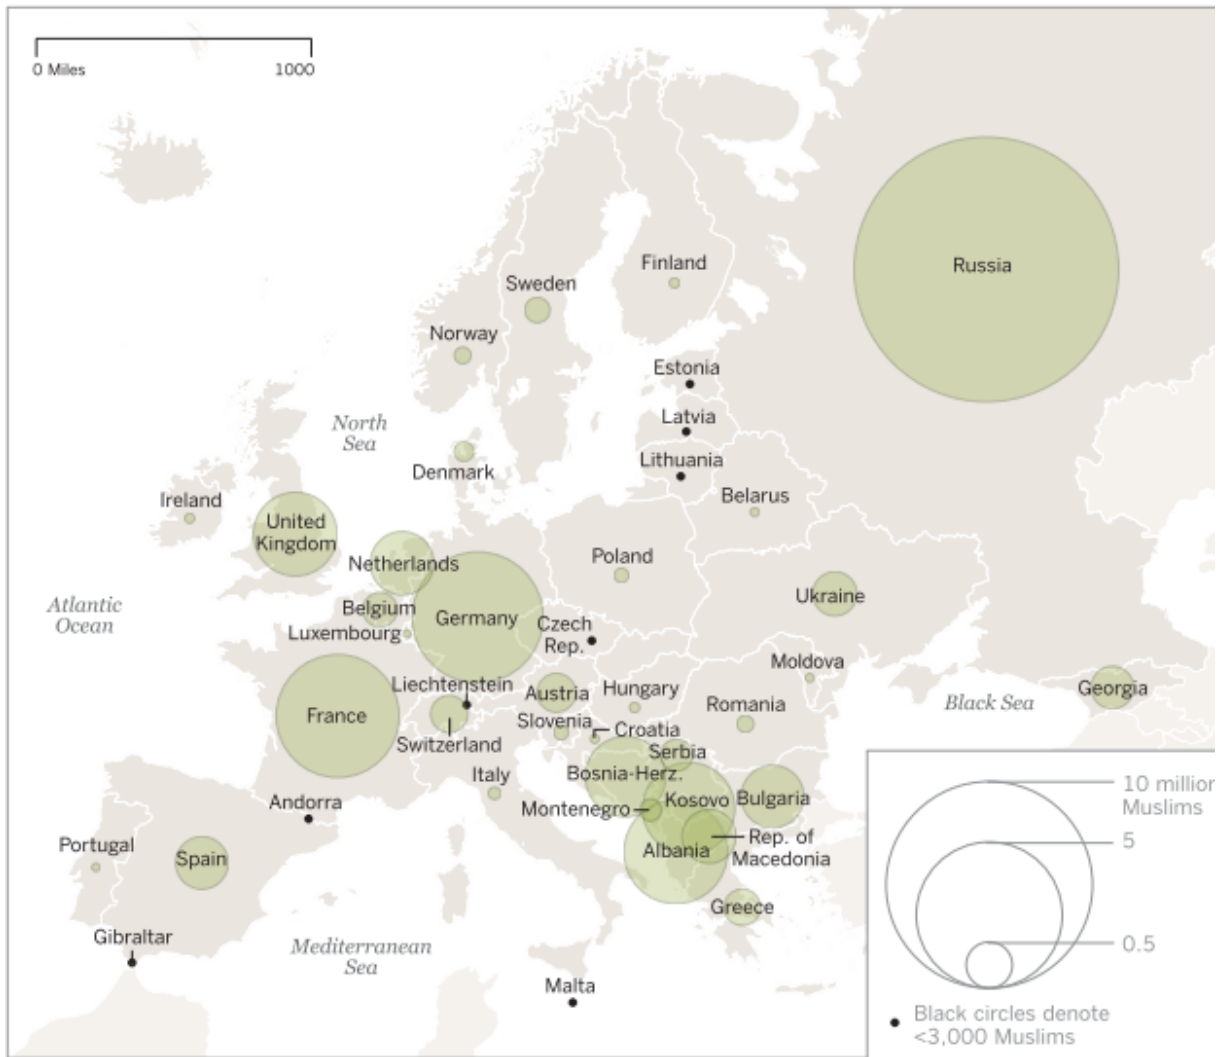 0 Miles 1000
Russia
Finland
Sweden
Norway
Estonia
North
Sea
Latvia
Lithuania
Denmark
Belarus
Ireland
United
Kingdom
Netherlands
Poland
Ukraine
Atlantic
Ocean
Belgium
Germany
Luxembourg
Czech
Rep.
Moldova
Liechtenstein
Austria
Hungary
Georgia
France
Romania
Black Sea
Slovenia
Croatia
Switzerland
Serbia
Italy
Bosnia-Herz.
Andorra
Montenegro
Kosovo
Bulgaria
Portugal
Spain
Albania
Rep. of
Macedonia
Greece
Gibraltar
Mediterranean
Sea
Malta
10 million
Muslims
5
0.5
Black circles denote
<3,000 Muslims